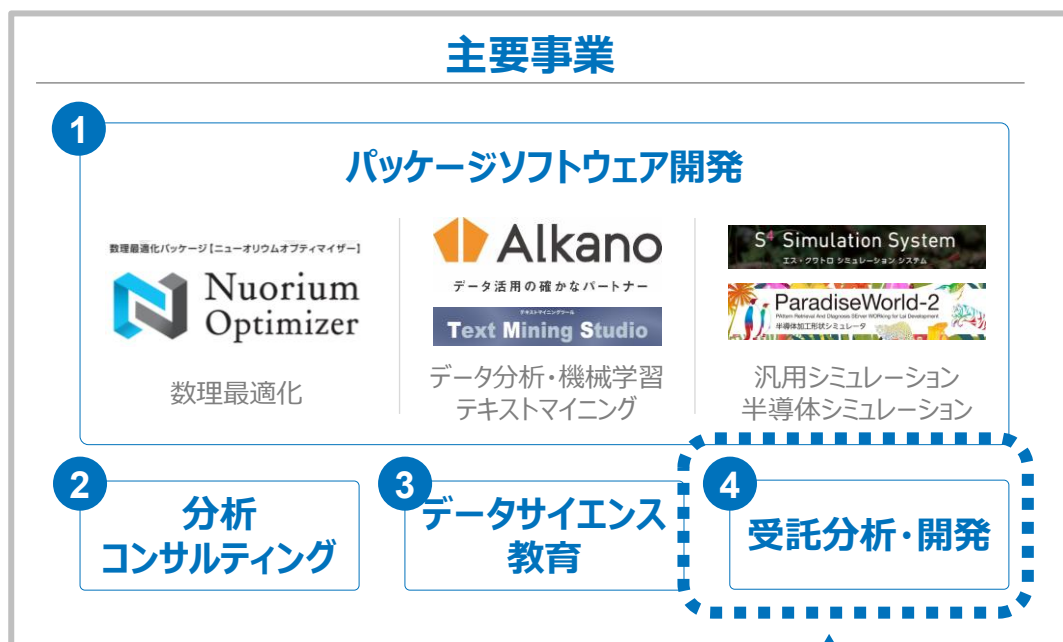 主要事業
1
パッケージソフトウェア開発
数理最適化パッケージ【ニューオリウムオプティマイザー】
Nuorium
Optimizer
数理最適化
Alkano
データ活用の確かなパートナー
テキストマイニングツール
Text Mining Studio
データ分析・機械学習
テキストマイニング
S⁴ Simulation System
エス・クワトロ シミュレーション システム
ParadiseWorld-2
半導体加工形状シミュレータ
汎用シミュレーション
半導体シミュレーション
2
分析
コンサルティング
3
データサイエンス
教育
4
受託分析・開発